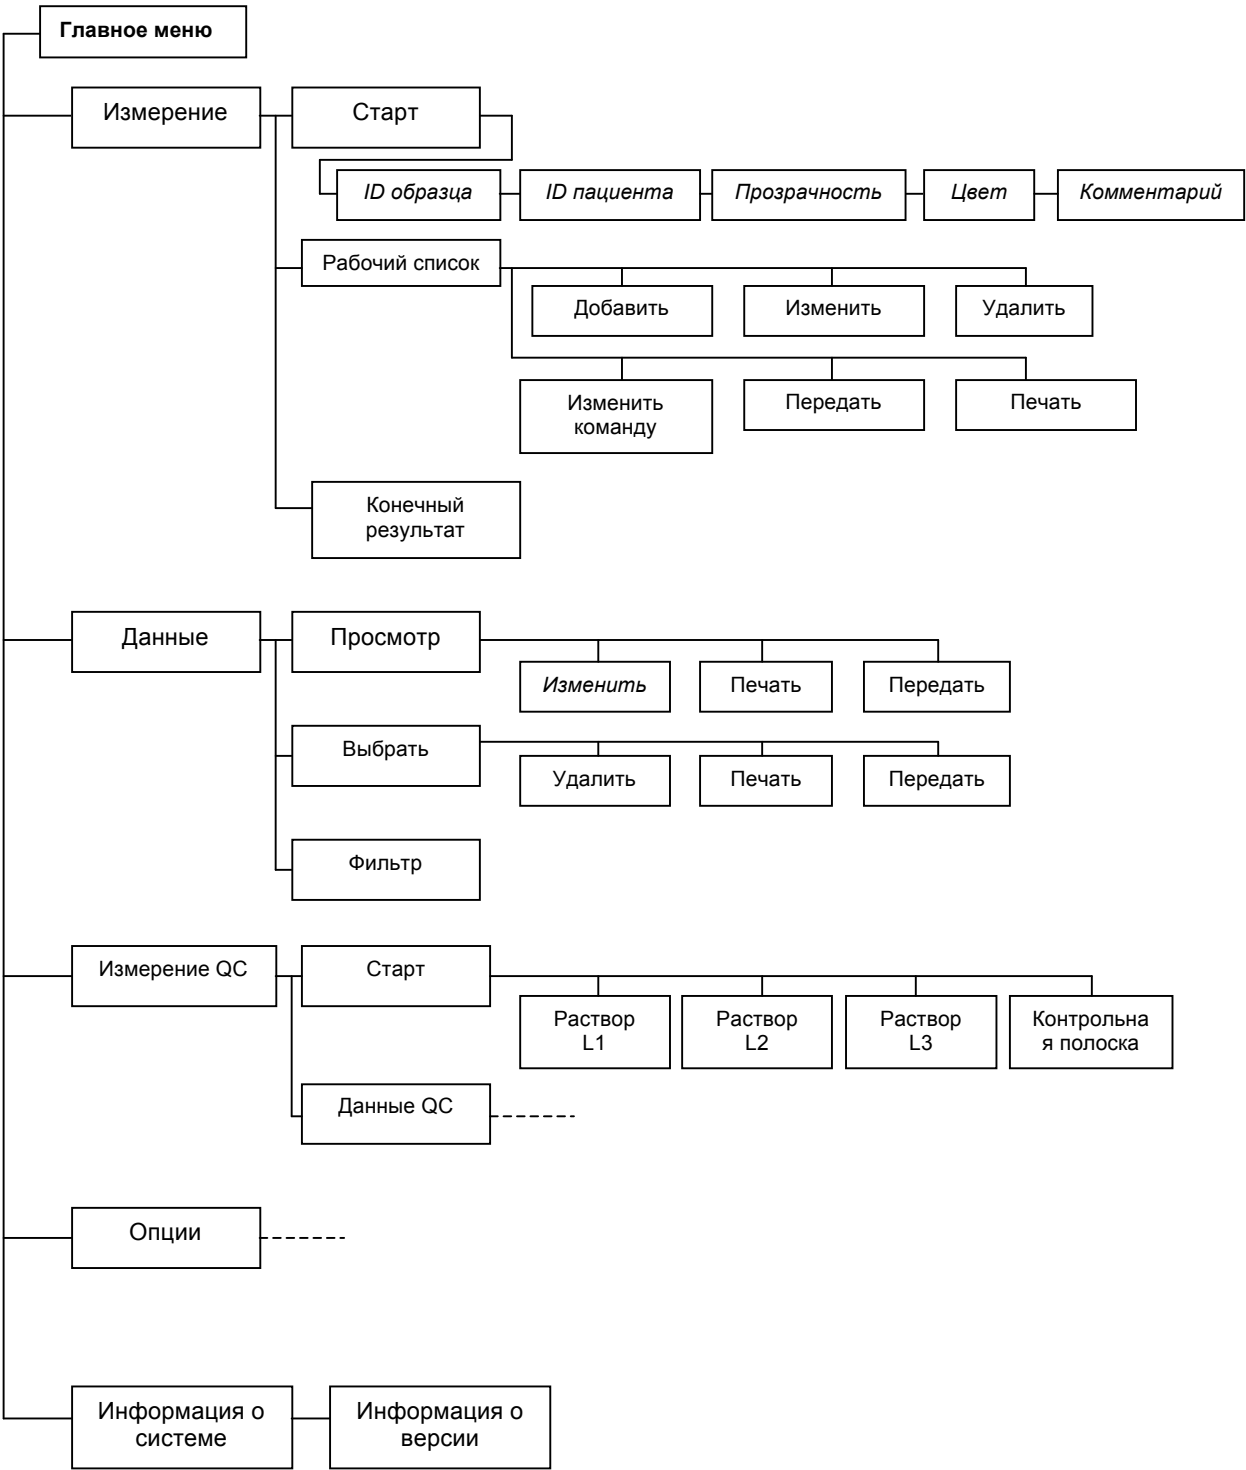 Главное меню
Измерение
Старт
ID образца
ID пациента
Прозрачность
Цвет
Комментарий
Рабочий список
Добавить
Изменить
Удалить
Изменить
команду
Передать
Печать
Конечный
результат
Данные
Просмотр
Изменить
Печать
Передать
Выбрать
Удалить
Печать
Передать
Фильтр
Измерение QC
Старт
Раствор
L1
Раствор
L2
Раствор
L3
Контрольна
я полоска
Данные QC
Опции
Информация о
системе
Информация о
версии